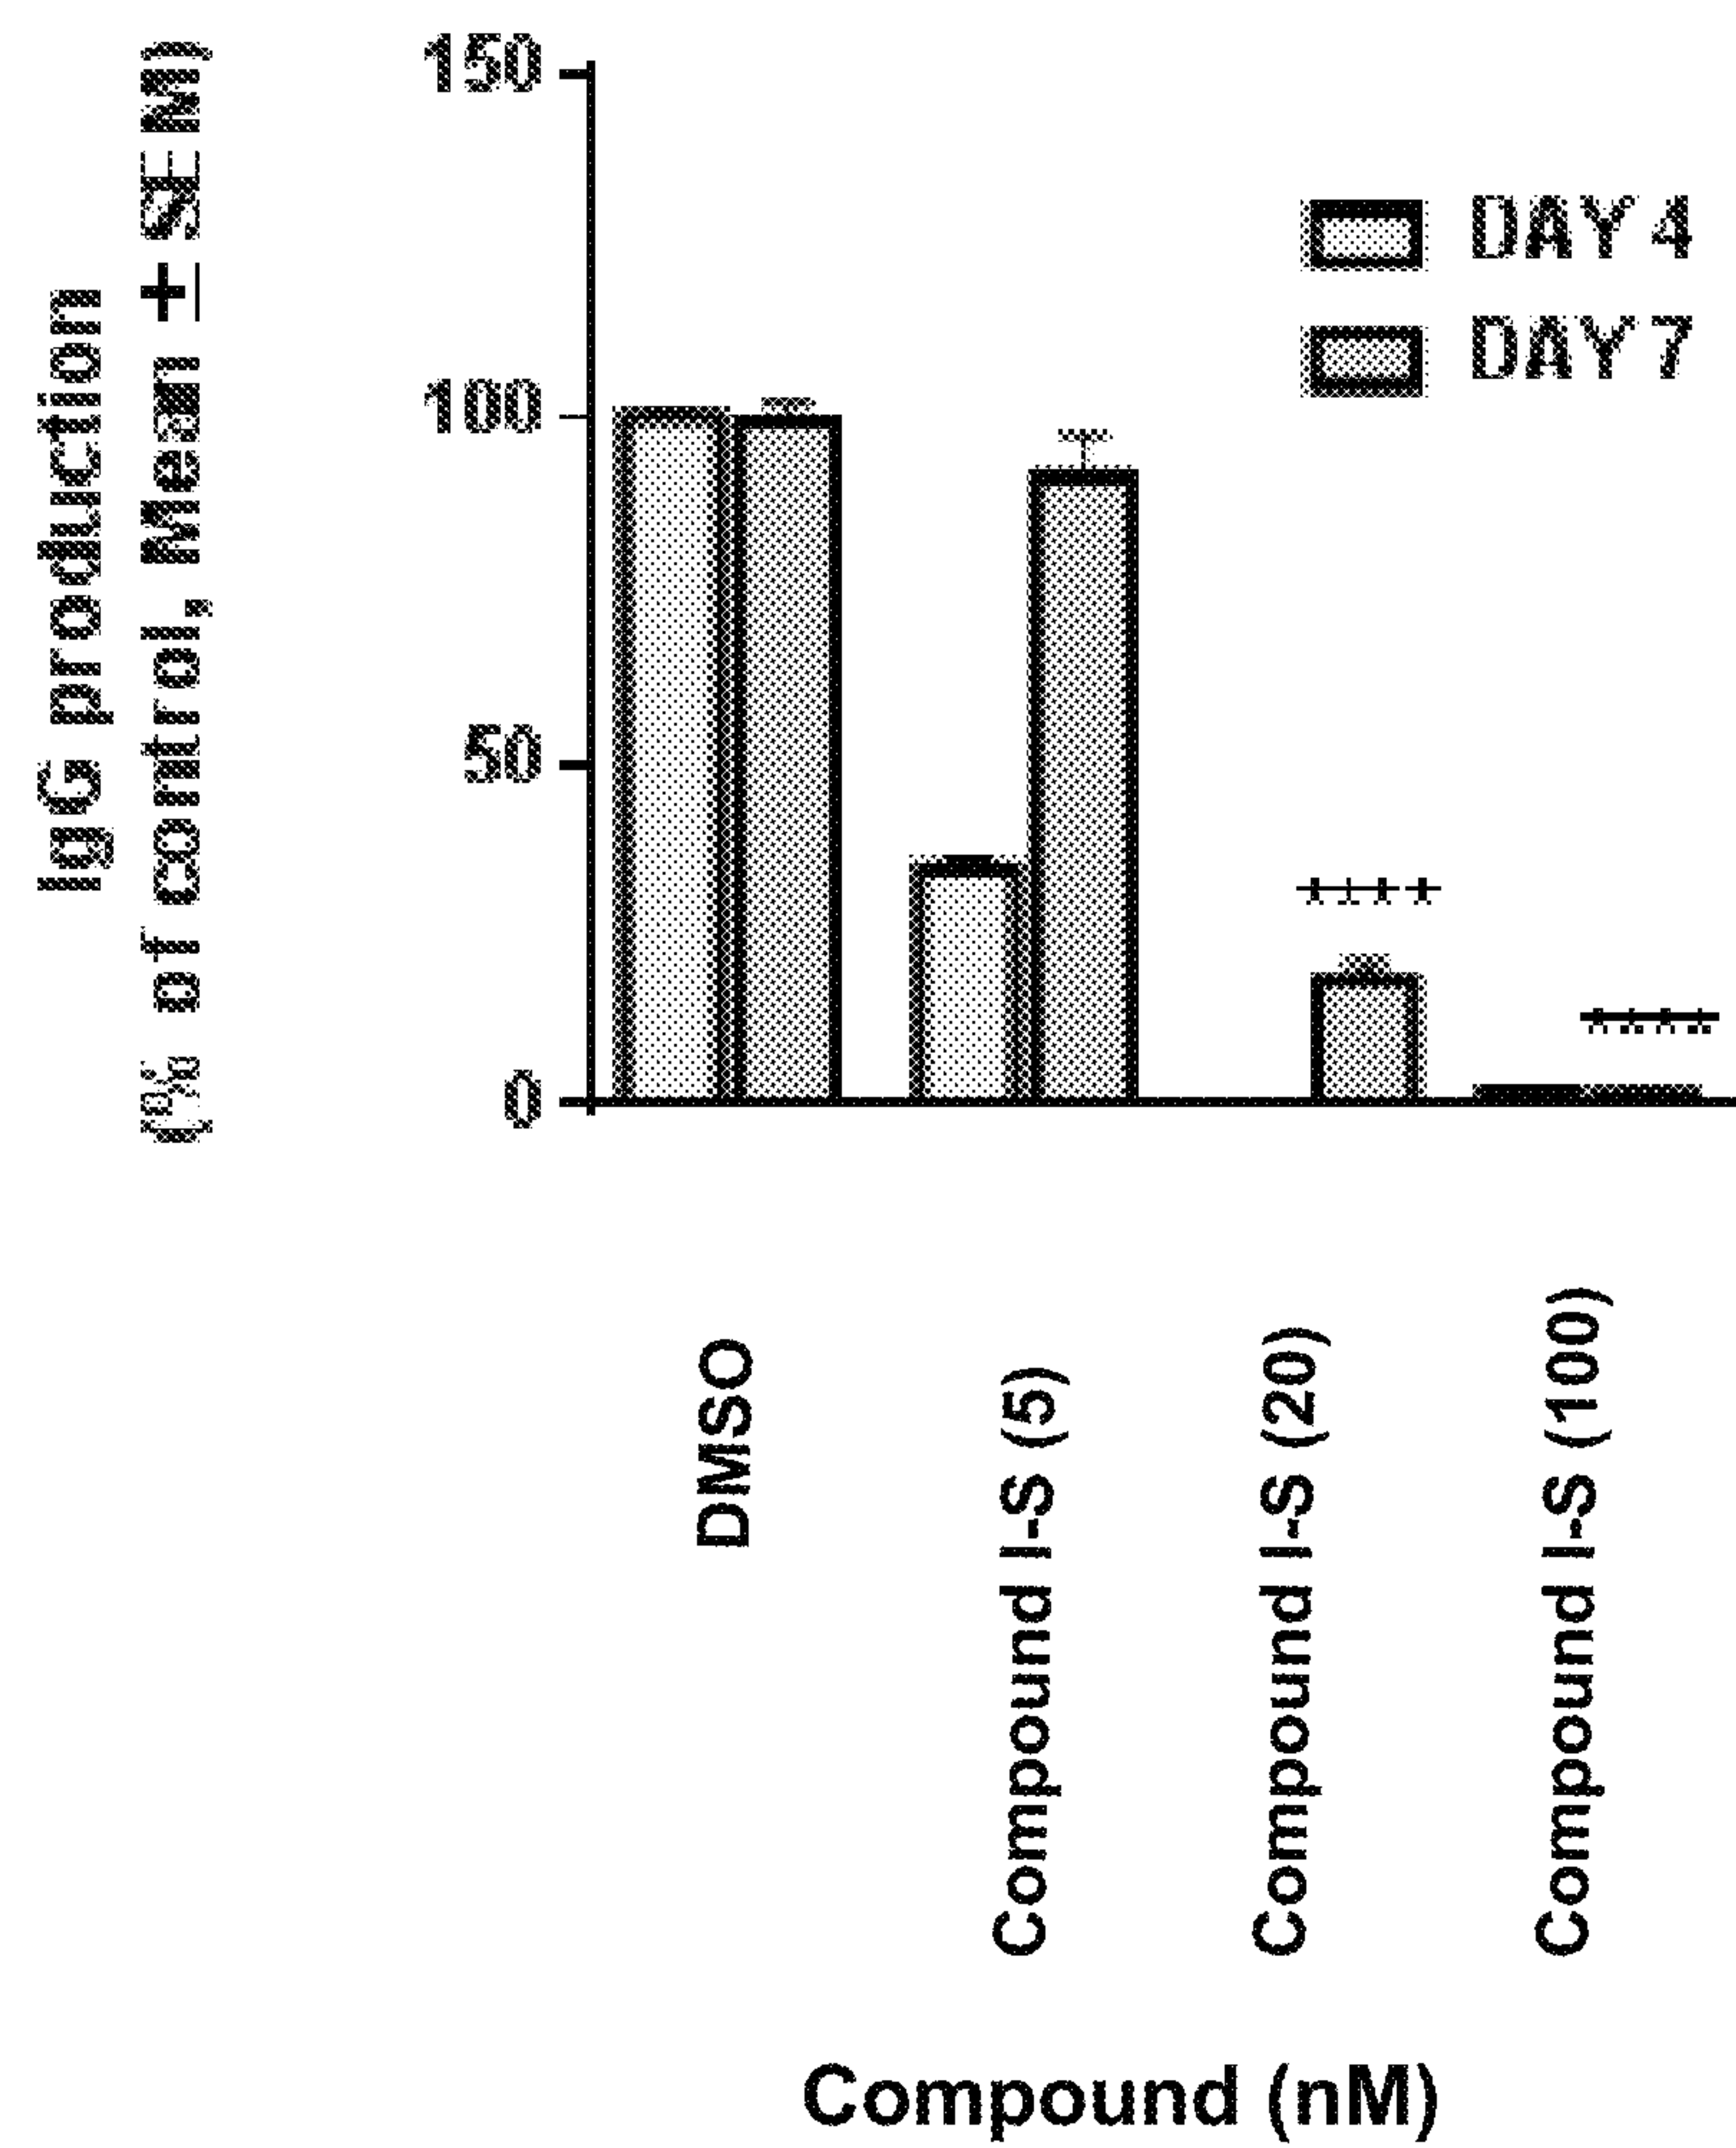 IgG production
(% of control, Mean ± SEM)
150
100
50
0
DAY 4
DAY 7
DMSO
Compound I-S (5)
Compound I-S (20)
Compound I-S (100)
Compound (nM)